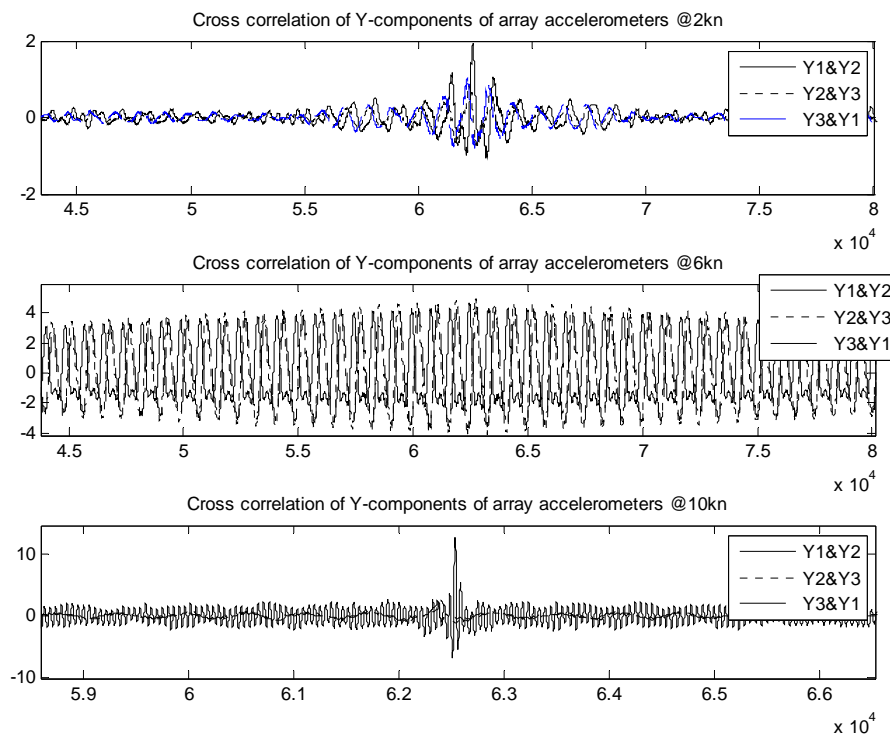 Cross correlation of Y-components of array accelerometers @2kn
2
0
-2
Y1&Y2
Y2&Y3
Y3&Y1
4.5 5 5.5 6 6.5 7 7.5 8
x 10^4
Cross correlation of Y-components of array accelerometers @6kn
4
2
0
-2
-4
Y1&Y2
Y2&Y3
Y3&Y1
4.5 5 5.5 6 6.5 7 7.5 8
x 10^4
Cross correlation of Y-components of array accelerometers @10kn
10
0
-10
Y1&Y2
Y2&Y3
Y3&Y1
5.9 6 6.1 6.2 6.3 6.4 6.5 6.6
x 10^4